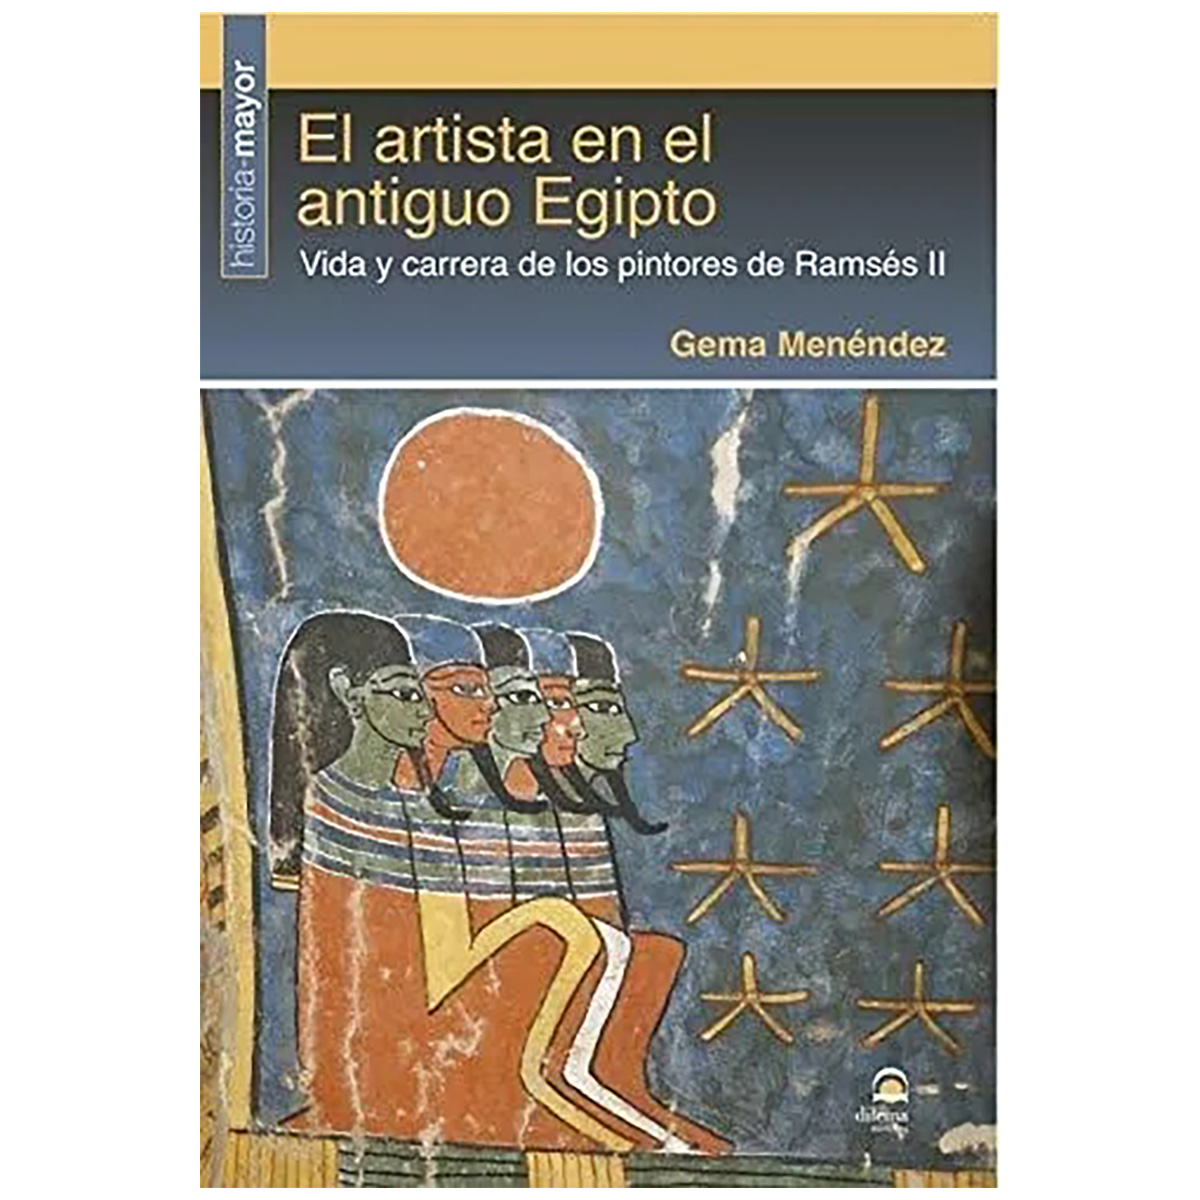 historia-mayor
El artista en el
antiguo Egipto
Vida y carrera de los pintores de Ramsés II
Gema Menéndez
dilema